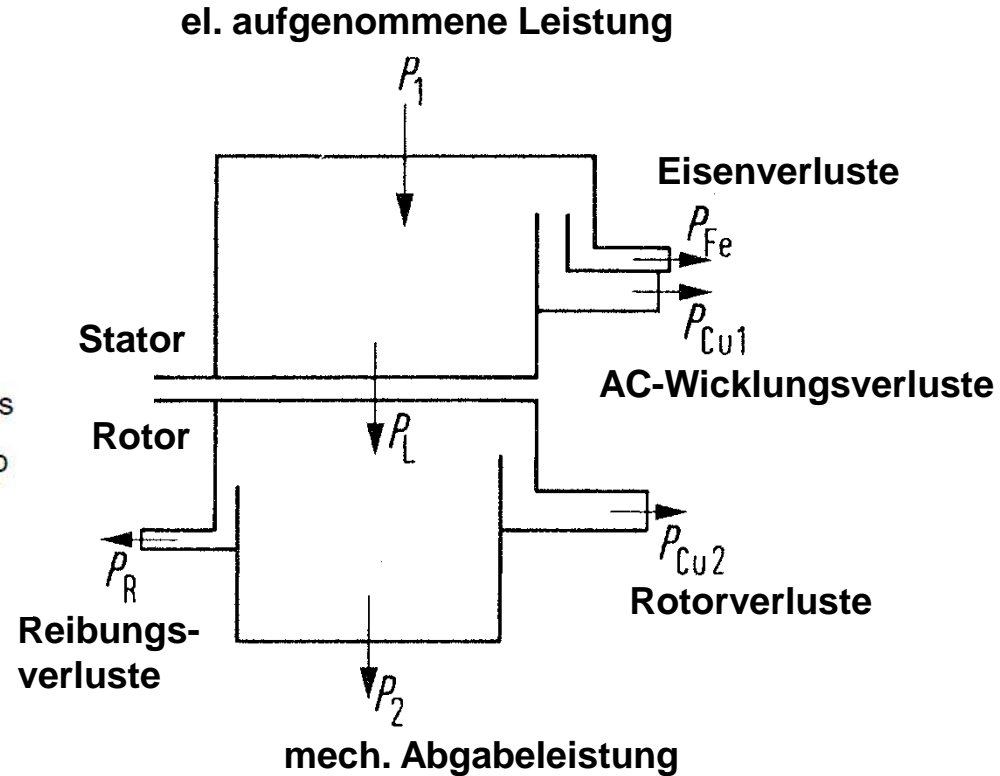 el. aufgenommene Leistung
P1
Eisenverluste
PFe
PCu1
Stator
AC-Wicklungsverluste
s
Rotor
PL
PCu2
PR
Rotorverluste
Reibungs-
verluste
P2
mech. Abgabeleistung